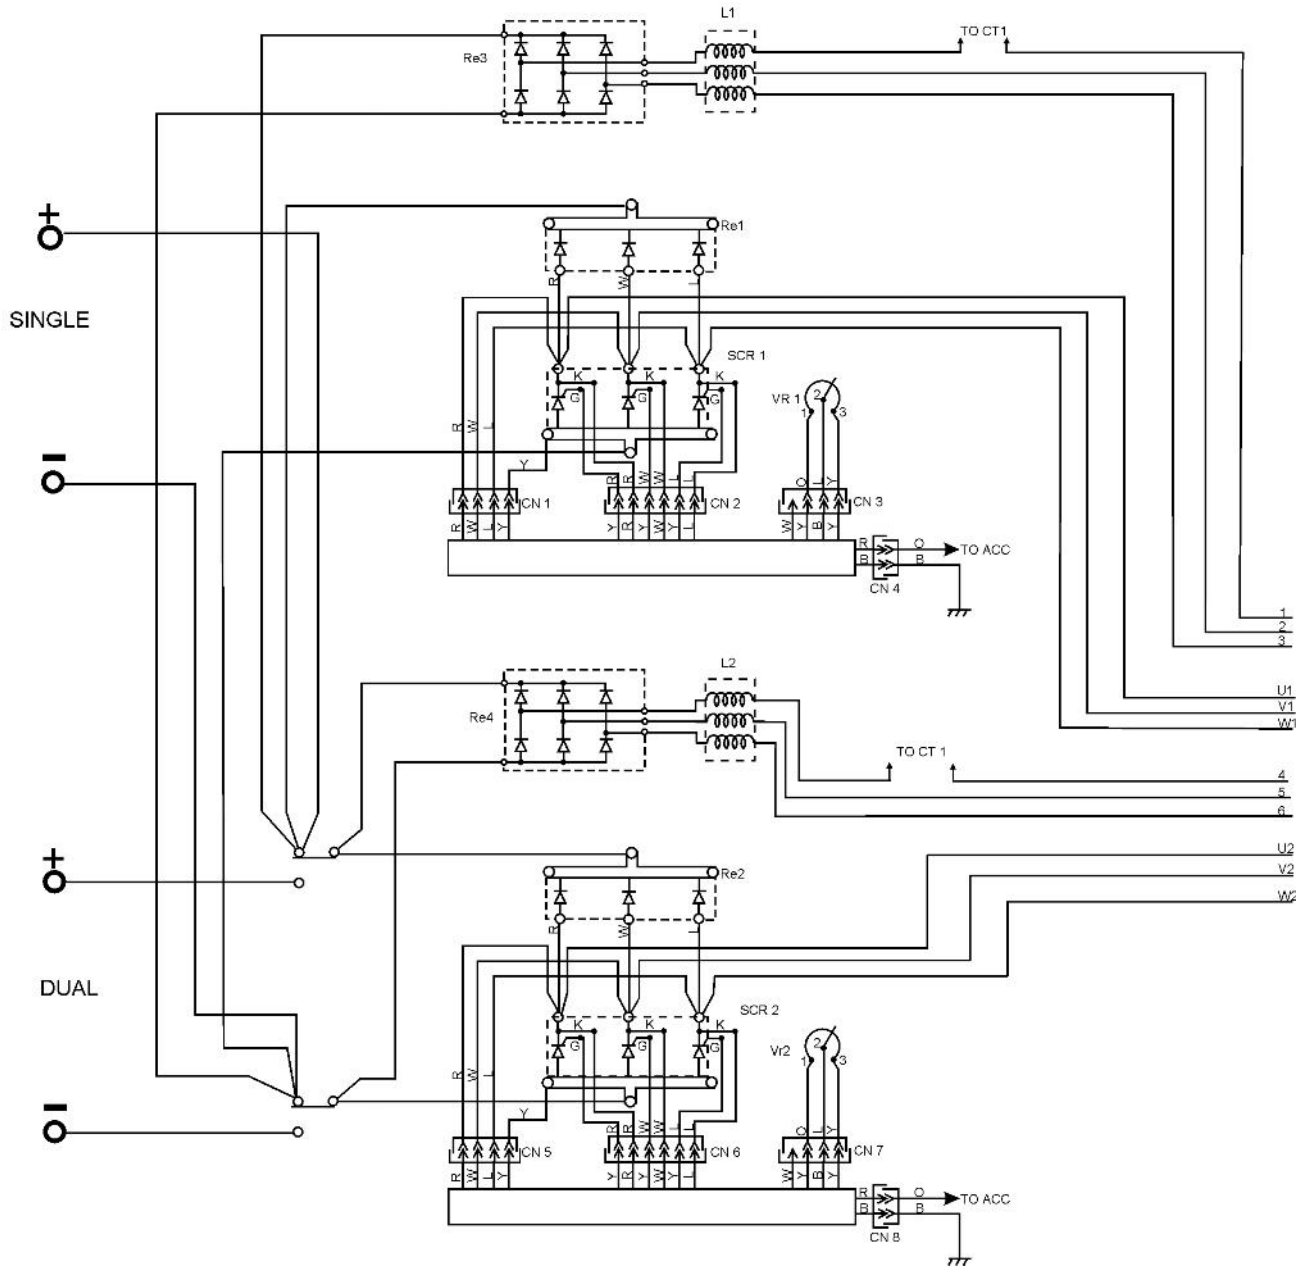 L1
TO CT1
Re3
+
Re1
R W L
SINGLE
SCR 1
K K K
G G G
VR 1
2
1 3
R W L
−
Y
R R W W L L
O L Y
CN 1
CN 2
CN 3
R W L Y
Y R Y W Y L
W Y B Y
R O TO ACC
B B
CN 4
1
2
3
L2
Re4
U1
V1
W1
TO CT 1
4
5
6
+
U2
Re2
V2
W2
R W L
DUAL
SCR 2
K K K
G G G
Vr2
2
1 3
R W L
−
Y
R R W W L L
O L Y
CN 5
CN 6
CN 7
R W L Y
Y R Y W Y L
W Y B Y
R O TO ACC
B B
CN 8